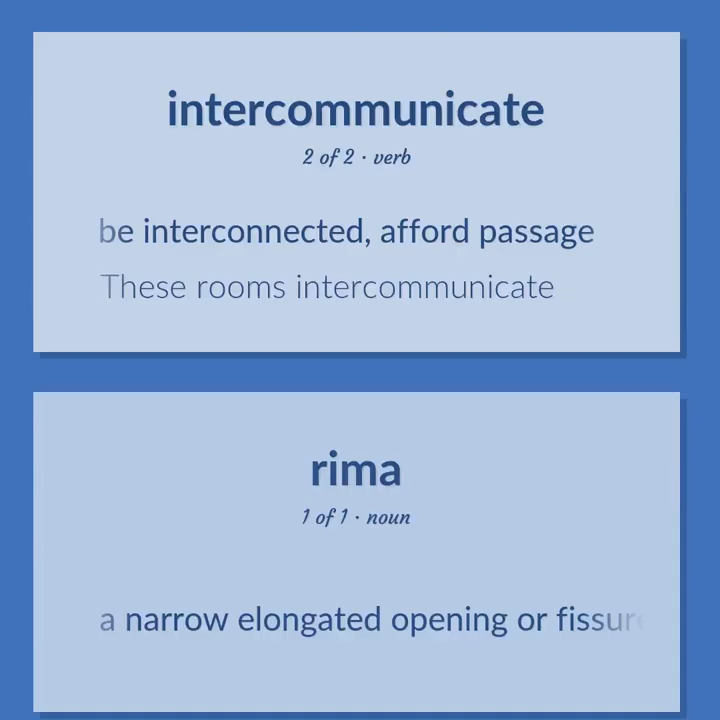 intercommunicate
2 of 2 · verb
be interconnected, afford passage
These rooms intercommunicate
rima
1 of 1 · noun
a narrow elongated opening or fissure